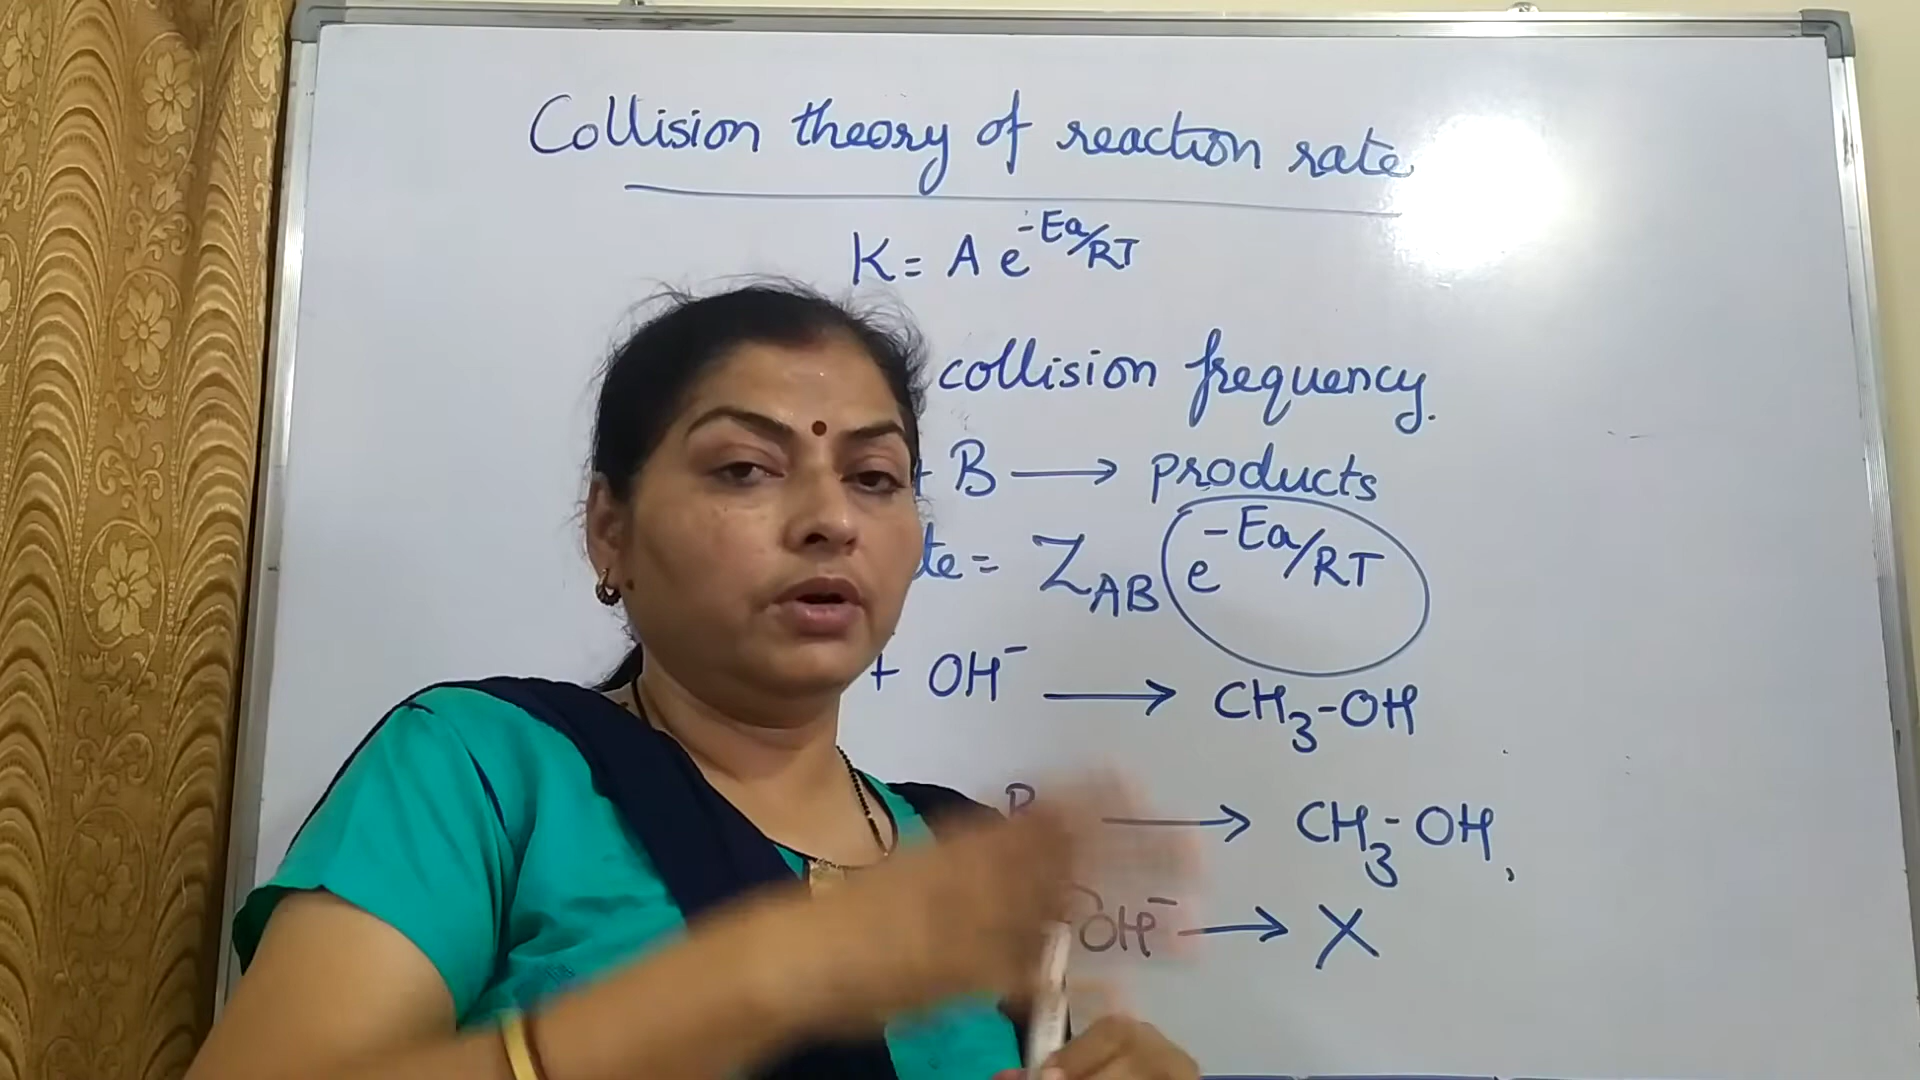 Collision theory of reaction rate
K = A e^-Ea/RT
collision frequency.
+ B → products
te = Z_AB e^-Ea/RT
+ OH⁻ → CH₃-OH
→ CH₃-OH,
OH⁻ → X